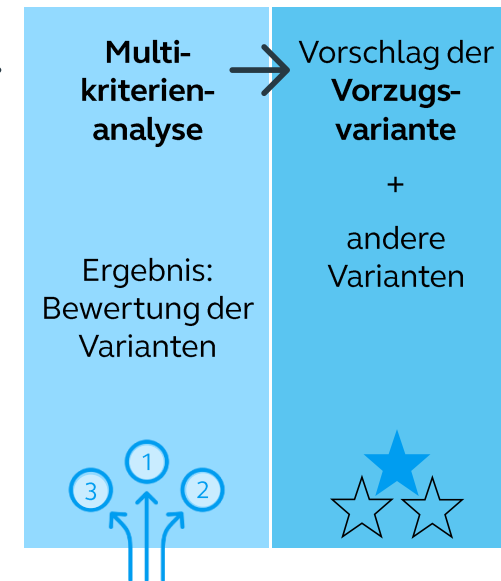 Multi-
kriterien-
analyse
Ergebnis:
Bewertung der
Varianten
3
1
2
Vorschlag der
Vorzugs-
variante
+
andere
Varianten